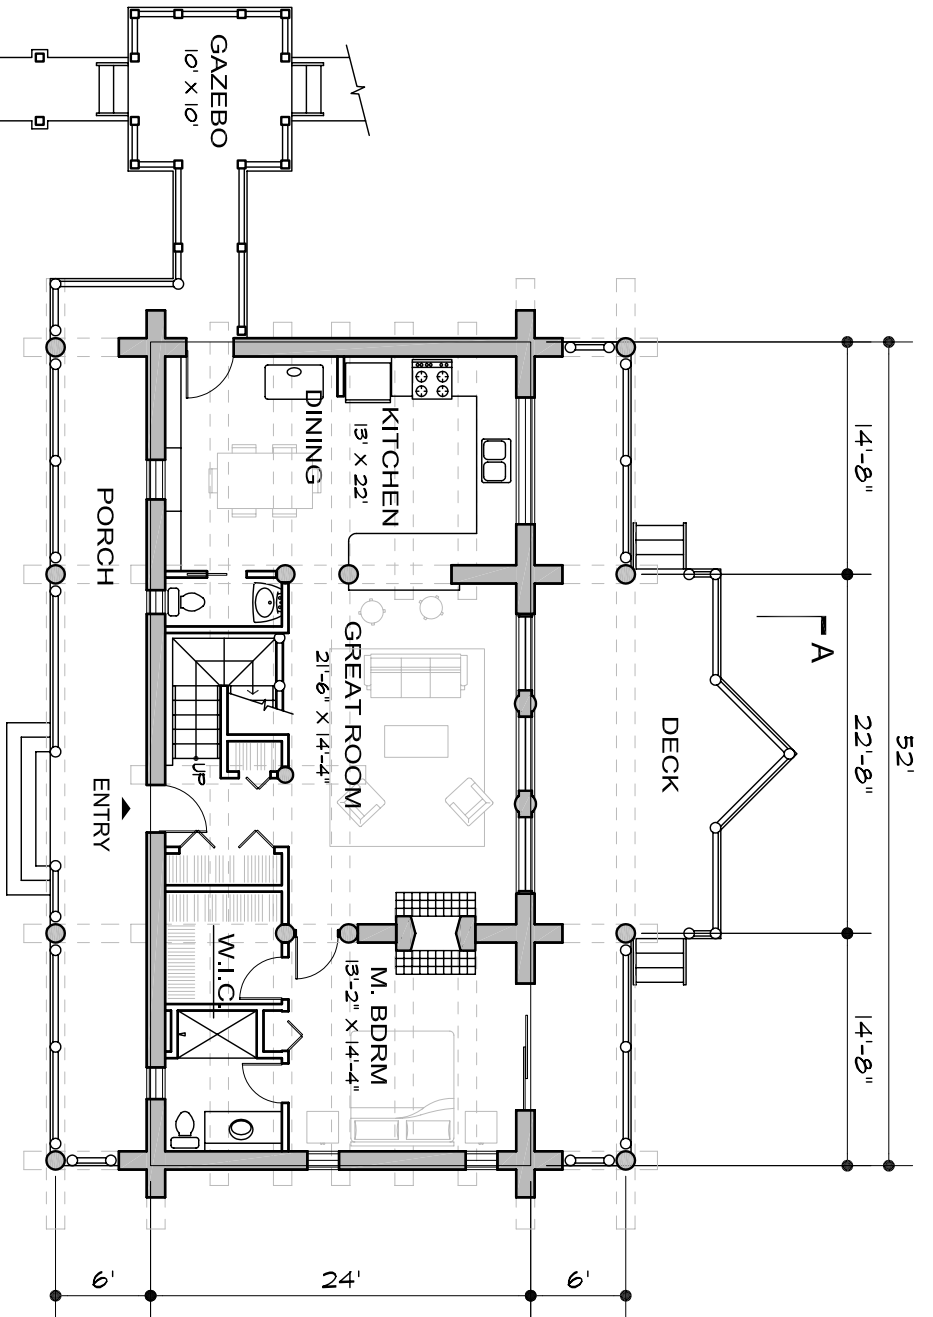 GAZEBO
10' X 10'
DINING
KITCHEN
13' X 22'
PORCH
GREAT ROOM
21'-6" X 14'-4"
UP
ENTRY
DECK
A
W.I.C.
M. BDRM
13'-2" X 14'-4"
14'-8"
22'-8"
52'
14'-8"
6'
24'
6'